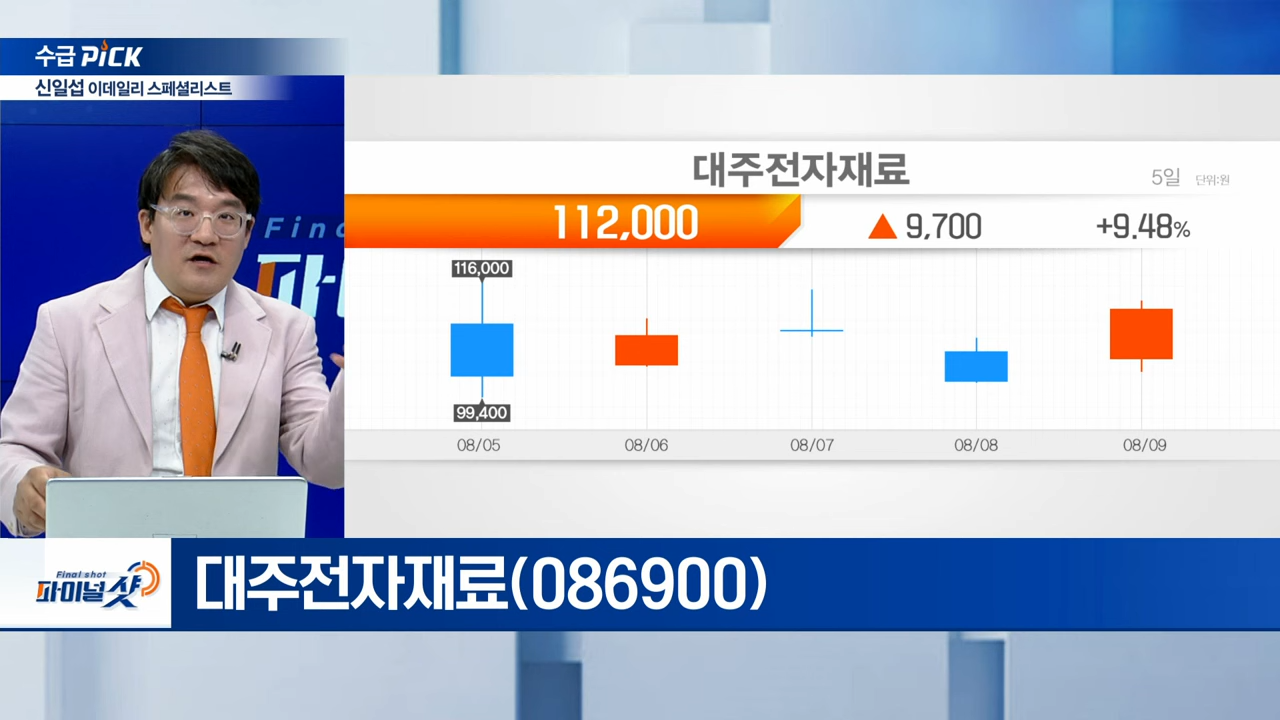 수급 PiCK
신일섭 이데일리 스페셜리스트
Fina
파
대주전자재료
5일 단위:원
112,000 ▲ 9,700 +9.48%
116,000
99,400
08/05 08/06 08/07 08/08 08/09
Final shot
파이널샷
대주전자재료(086900)